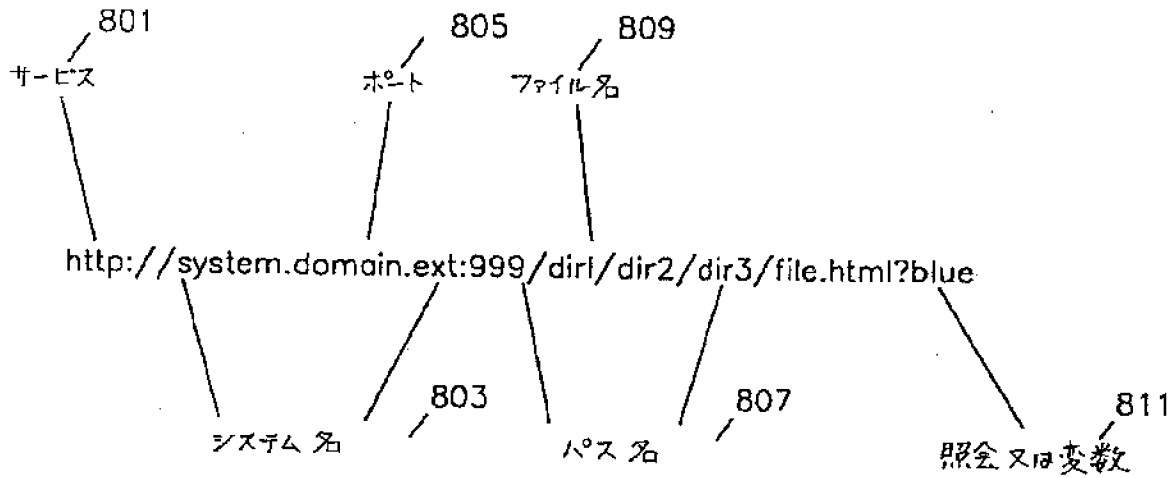 801
805
809
サービス
ポート
ファイル名
http://system.domain.ext:999/dir1/dir2/dir3/file.html?blue
803
807
811
システム名
パス名
照会又は変数